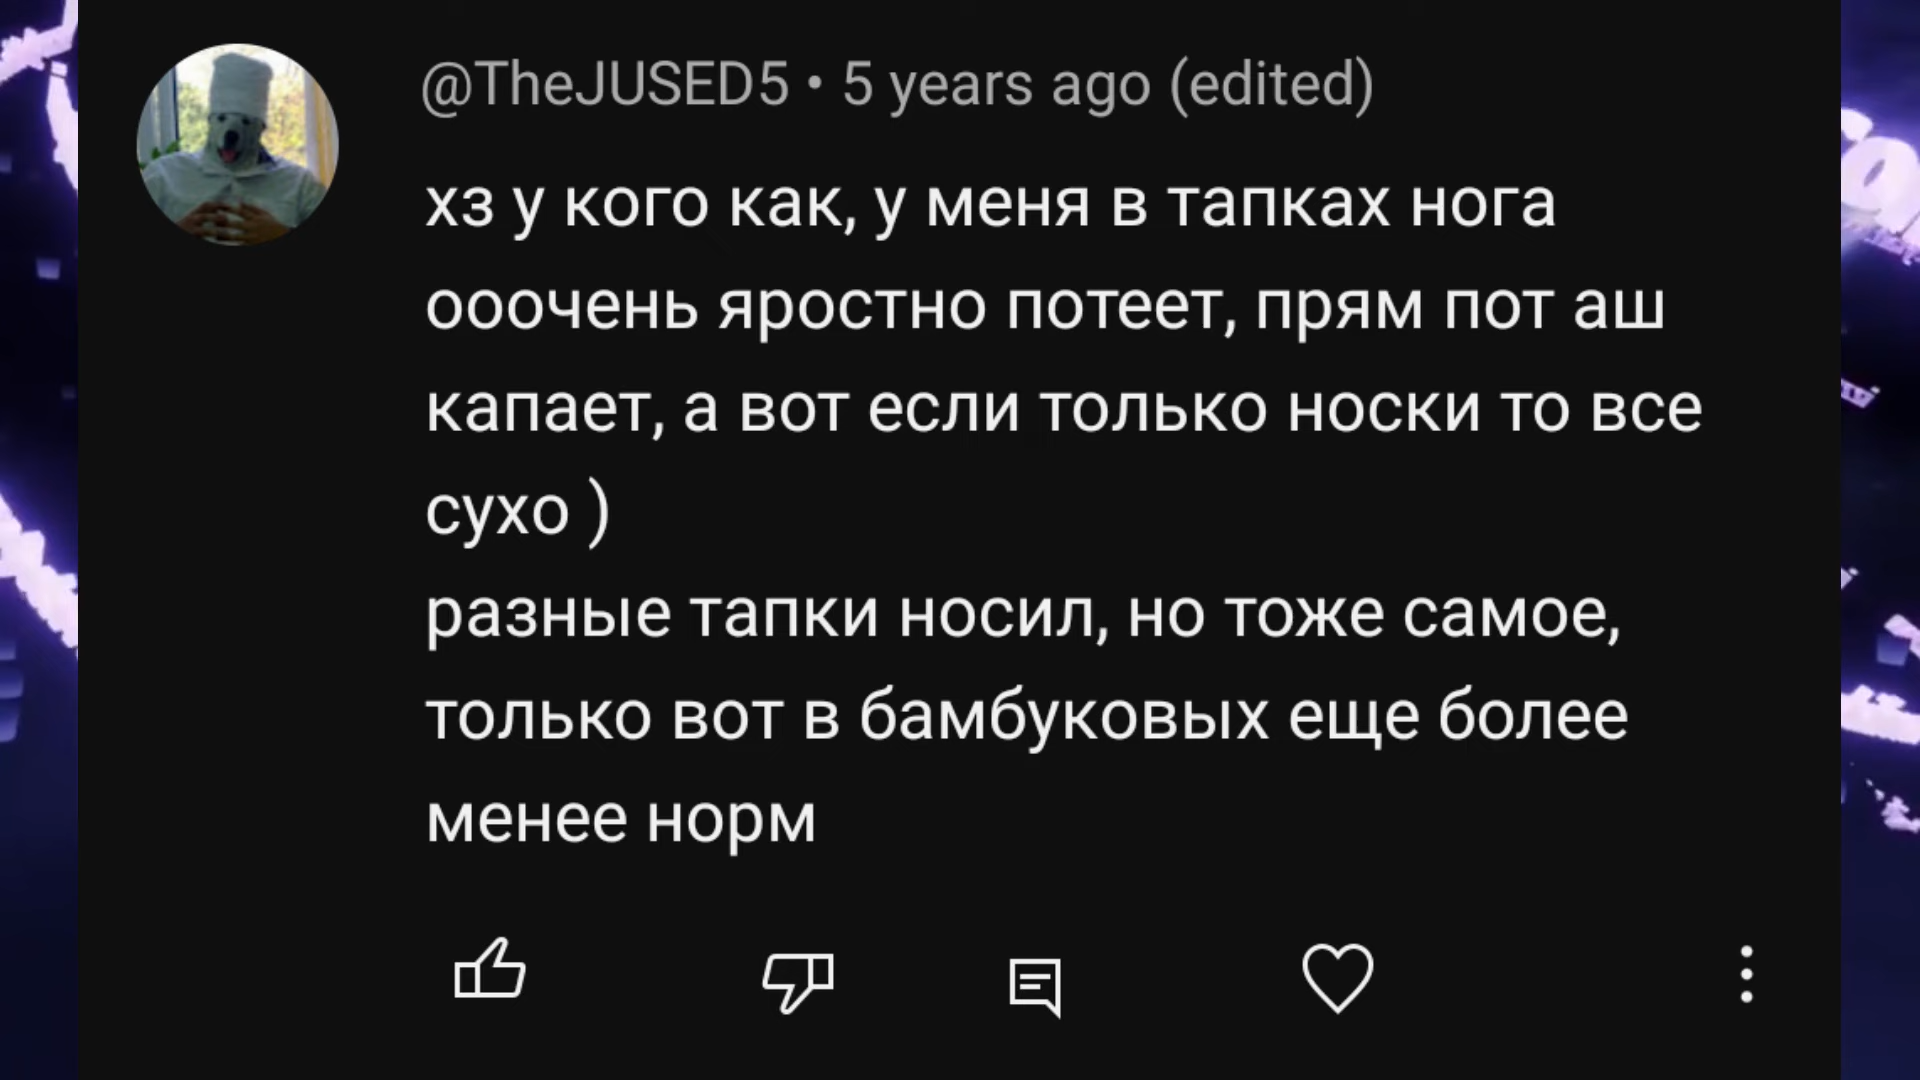 @TheJUSED5 • 5 years ago (edited)
хз у кого как, у меня в тапках нога
ооочень яростно потеет, прям пот аш
капает, а вот если только носки то все
сухо )
разные тапки носил, но тоже самое,
только вот в бамбуковых еще более
менее норм